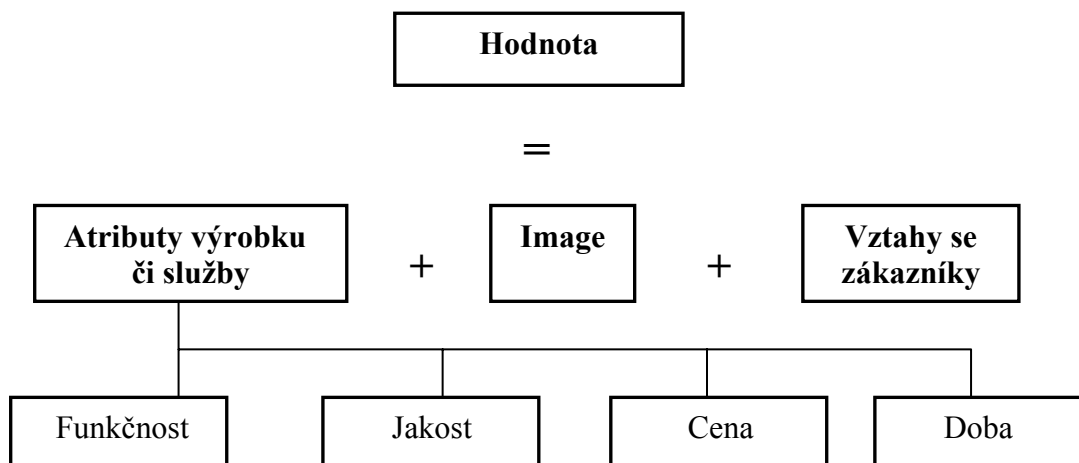 Hodnota
=
Atributy výrobku
či služby
+
Image
+
Vztahy se
zákazníky
Funkčnost
Jakost
Cena
Doba